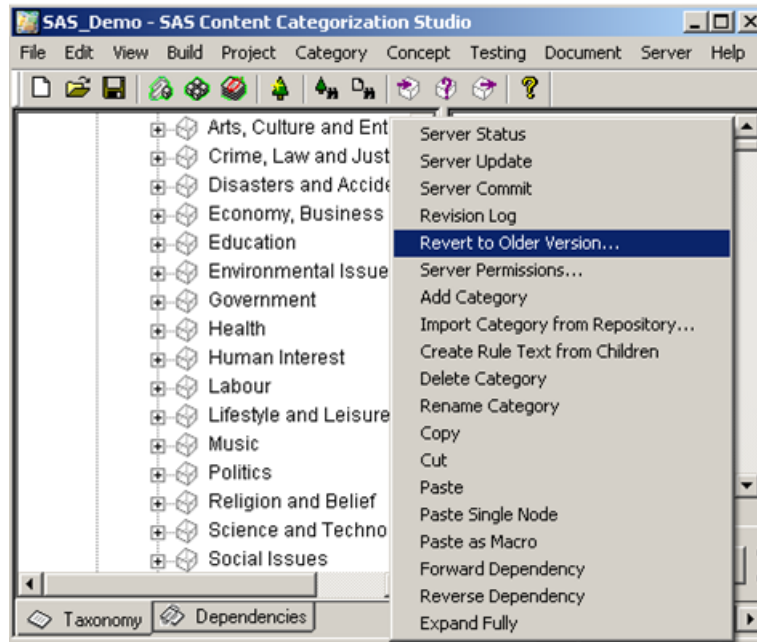 SAS_Demo - SAS Content Categorization Studio
File Edit View Build Project Category Concept Testing Document Server Help
Arts, Culture and Ent
Crime, Law and Just
Disasters and Accide
Economy, Business
Education
Environmental Issue
Government
Health
Human Interest
Labour
Lifestyle and Leisure
Music
Politics
Religion and Belief
Science and Techno
Social Issues
Server Status
Server Update
Server Commit
Revision Log
Revert to Older Version...
Server Permissions...
Add Category
Import Category from Repository...
Create Rule Text from Children
Delete Category
Rename Category
Copy
Cut
Paste
Paste Single Node
Paste as Macro
Forward Dependency
Reverse Dependency
Expand Fully
Taxonomy Dependencies